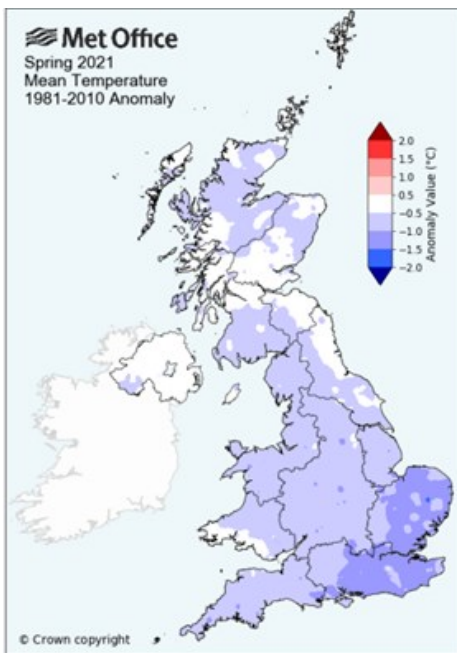 Met Office
Spring 2021
Mean Temperature
1981-2010 Anomaly
2.0
1.5
1.0
0.5
−0.5
−1.0
−1.5
−2.0
Anomaly Value (°C)
© Crown copyright